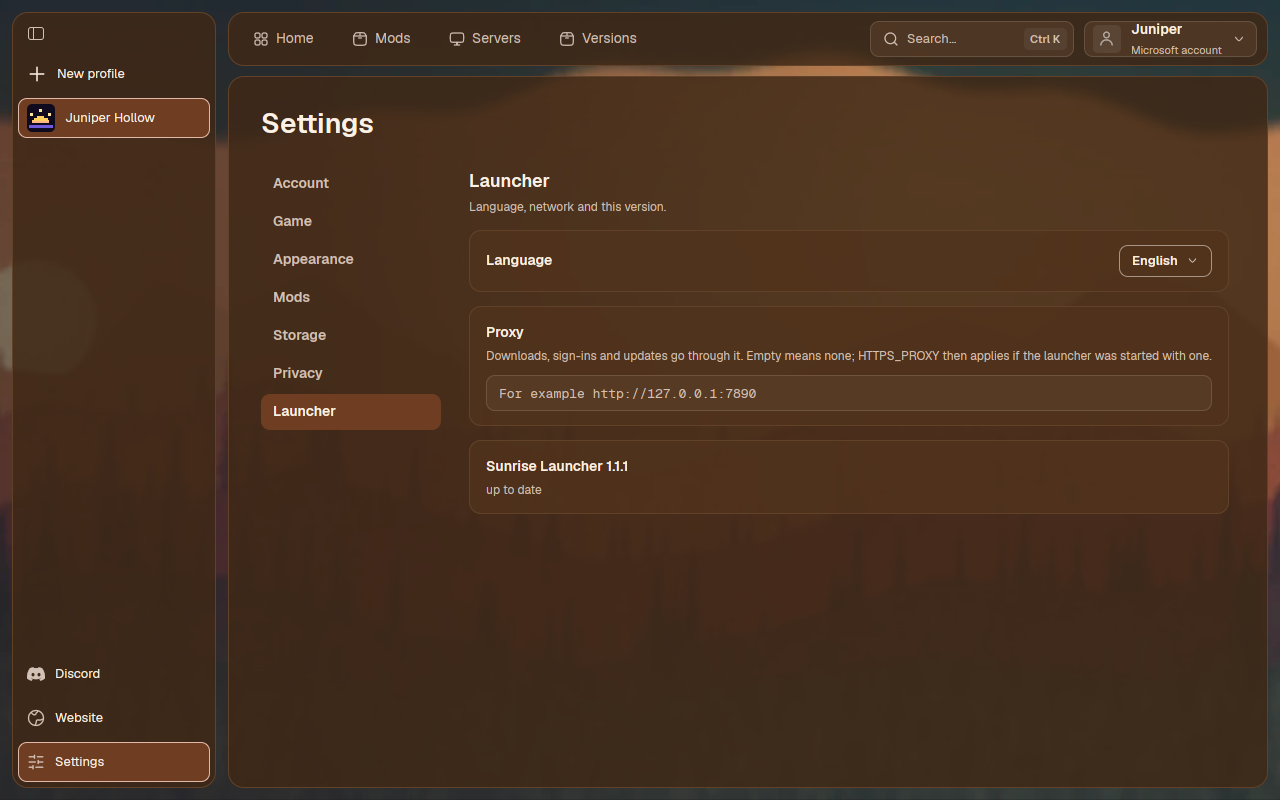 New profile
Juniper Hollow
Discord
Website
Settings
Home
Mods
Servers
Versions
Search...
Ctrl K
Juniper
Microsoft account
Settings
Account
Game
Appearance
Mods
Storage
Privacy
Launcher
Launcher
Language, network and this version.
Language
English
Proxy
Downloads, sign-ins and updates go through it. Empty means none; HTTPS_PROXY then applies if the launcher was started with one.
For example http://127.0.0.1:7890
Sunrise Launcher 1.1.1
up to date